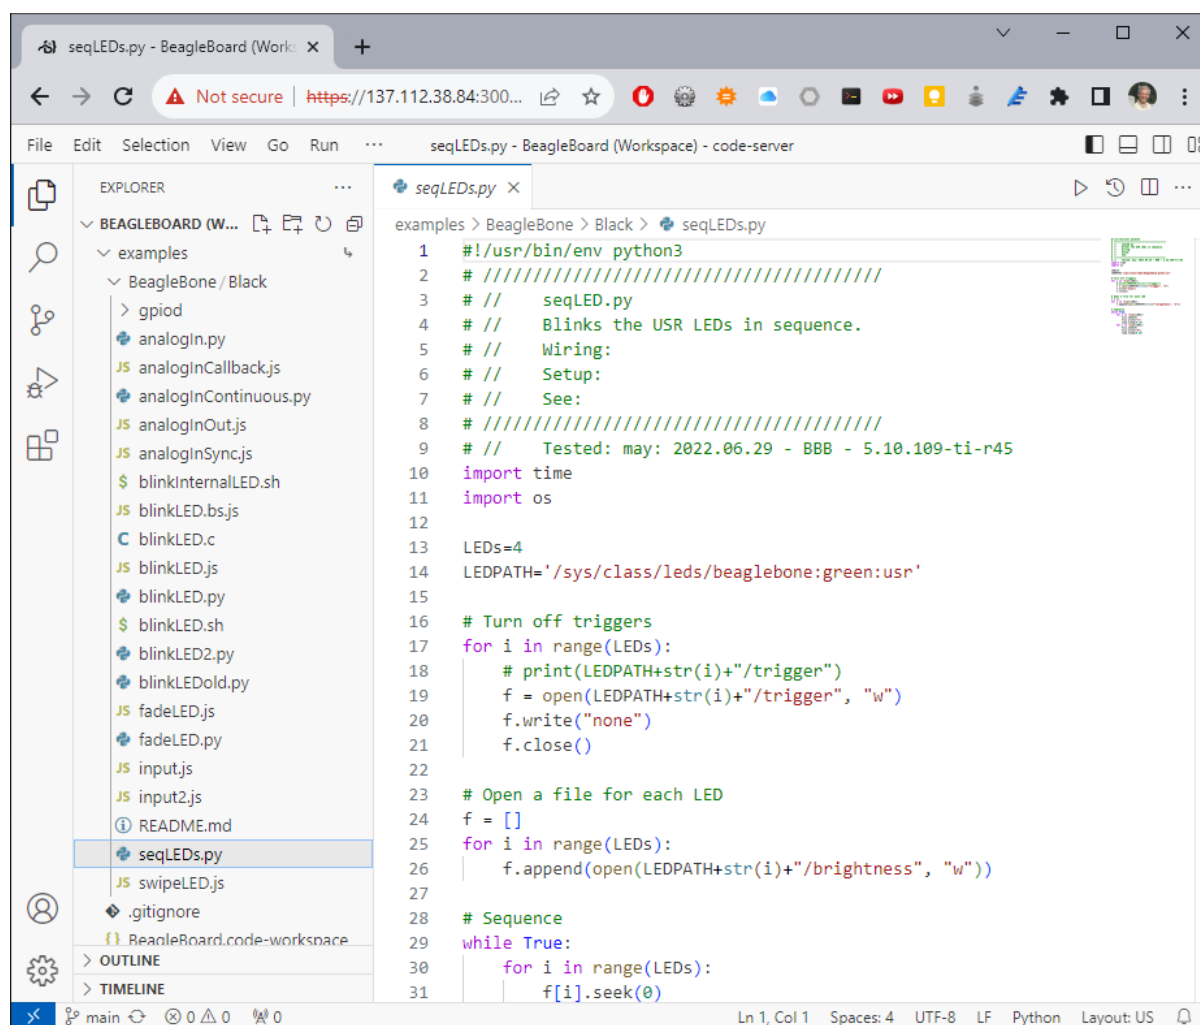 seqLEDs.py - BeagleBoard (Works
Not secure | https://137.112.38.84:300...
File Edit Selection View Go Run ··· seqLEDs.py - BeagleBoard (Workspace) - code-server
EXPLORER ···
BEAGLEBOARD (W...
examples
BeagleBone / Black
gpiod
analogIn.py
JS analogInCallback.js
analogInContinuous.py
JS analogInOut.js
JS analogInSync.js
$ blinkInternalLED.sh
JS blinkLED.bs.js
C blinkLED.c
JS blinkLED.js
blinkLED.py
$ blinkLED.sh
blinkLED2.py
blinkLEDold.py
JS fadeLED.js
fadeLED.py
JS input.js
JS input2.js
README.md
seqLEDs.py
JS swipeLED.js
.gitignore
{} BeagleBoard.code-workspace
OUTLINE
TIMELINE
seqLEDs.py
examples > BeagleBone > Black > seqLEDs.py
1 #!/usr/bin/env python3
2 # ////////////////////////////////////////
3 # //    seqLED.py
4 # //    Blinks the USR LEDs in sequence.
5 # //    Wiring:
6 # //    Setup:
7 # //    See:
8 # ////////////////////////////////////////
9 # //    Tested: may: 2022.06.29 - BBB - 5.10.109-ti-r45
10 import time
11 import os
12
13 LEDs=4
14 LEDPATH='/sys/class/leds/beaglebone:green:usr'
15
16 # Turn off triggers
17 for i in range(LEDs):
18     # print(LEDPATH+str(i)+"/trigger")
19     f = open(LEDPATH+str(i)+"/trigger", "w")
20     f.write("none")
21     f.close()
22
23 # Open a file for each LED
24 f = []
25 for i in range(LEDs):
26     f.append(open(LEDPATH+str(i)+"/brightness", "w"))
27
28 # Sequence
29 while True:
30     for i in range(LEDs):
31         f[i].seek(0)
main 0 0 0 Ln 1, Col 1 Spaces: 4 UTF-8 LF Python Layout: US